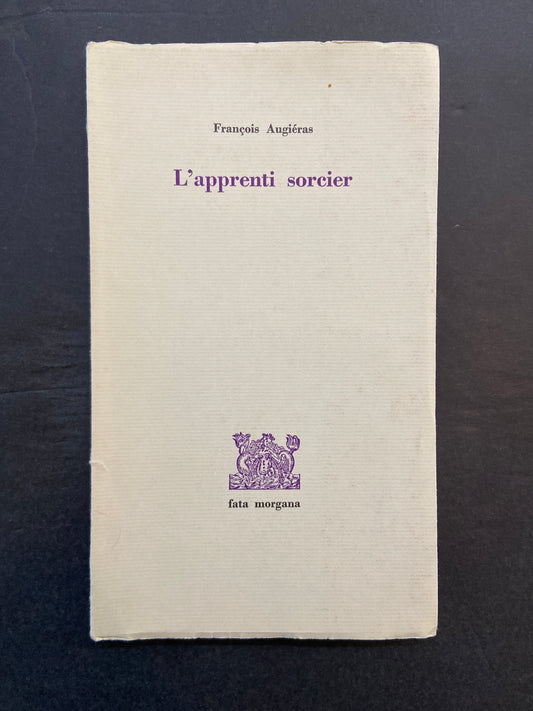 François Augiéras
L’apprenti sorcier
fata morgana